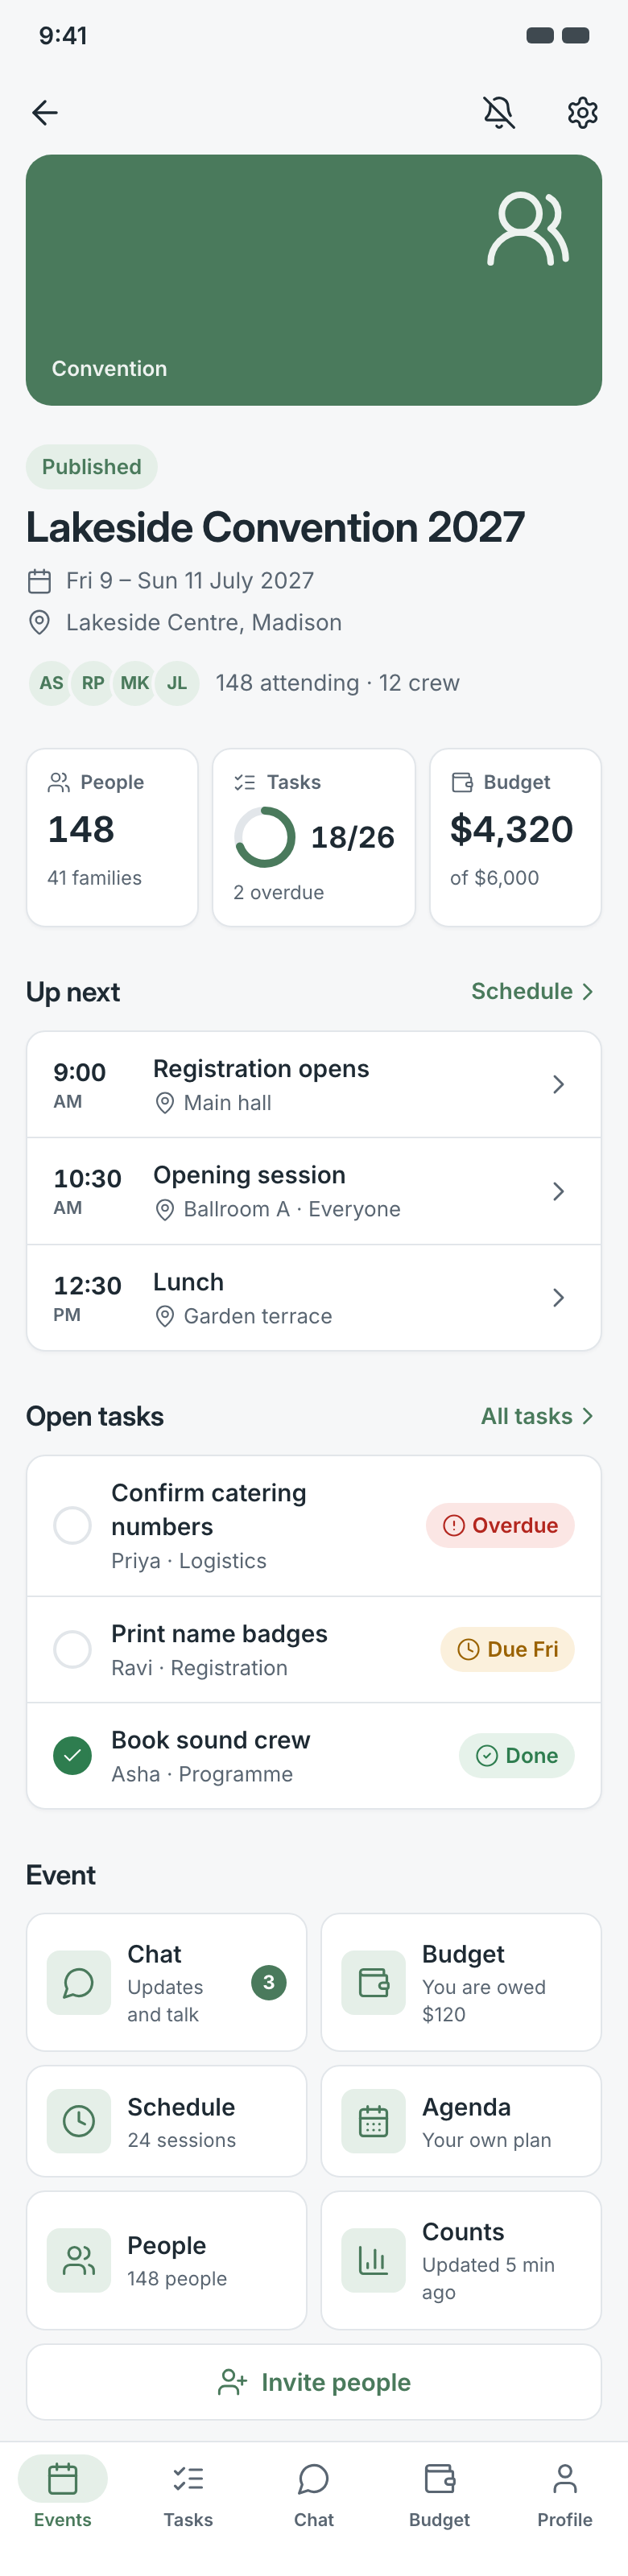 9:41
Convention
Published
Lakeside Convention 2027
Fri 9 – Sun 11 July 2027
Lakeside Centre, Madison
AS RP MK JL 148 attending · 12 crew
People
148
41 families
Tasks
18/26
2 overdue
Budget
$4,320
of $6,000
Up next
Schedule
9:00
AM
Registration opens
Main hall
10:30
AM
Opening session
Ballroom A · Everyone
12:30
PM
Lunch
Garden terrace
Open tasks
All tasks
Confirm catering
numbers
Priya · Logistics
Overdue
Print name badges
Ravi · Registration
Due Fri
Book sound crew
Asha · Programme
Done
Event
Chat
Updates
and talk
3
Budget
You are owed
$120
Schedule
24 sessions
Agenda
Your own plan
People
148 people
Counts
Updated 5 min
ago
Invite people
Events
Tasks
Chat
Budget
Profile